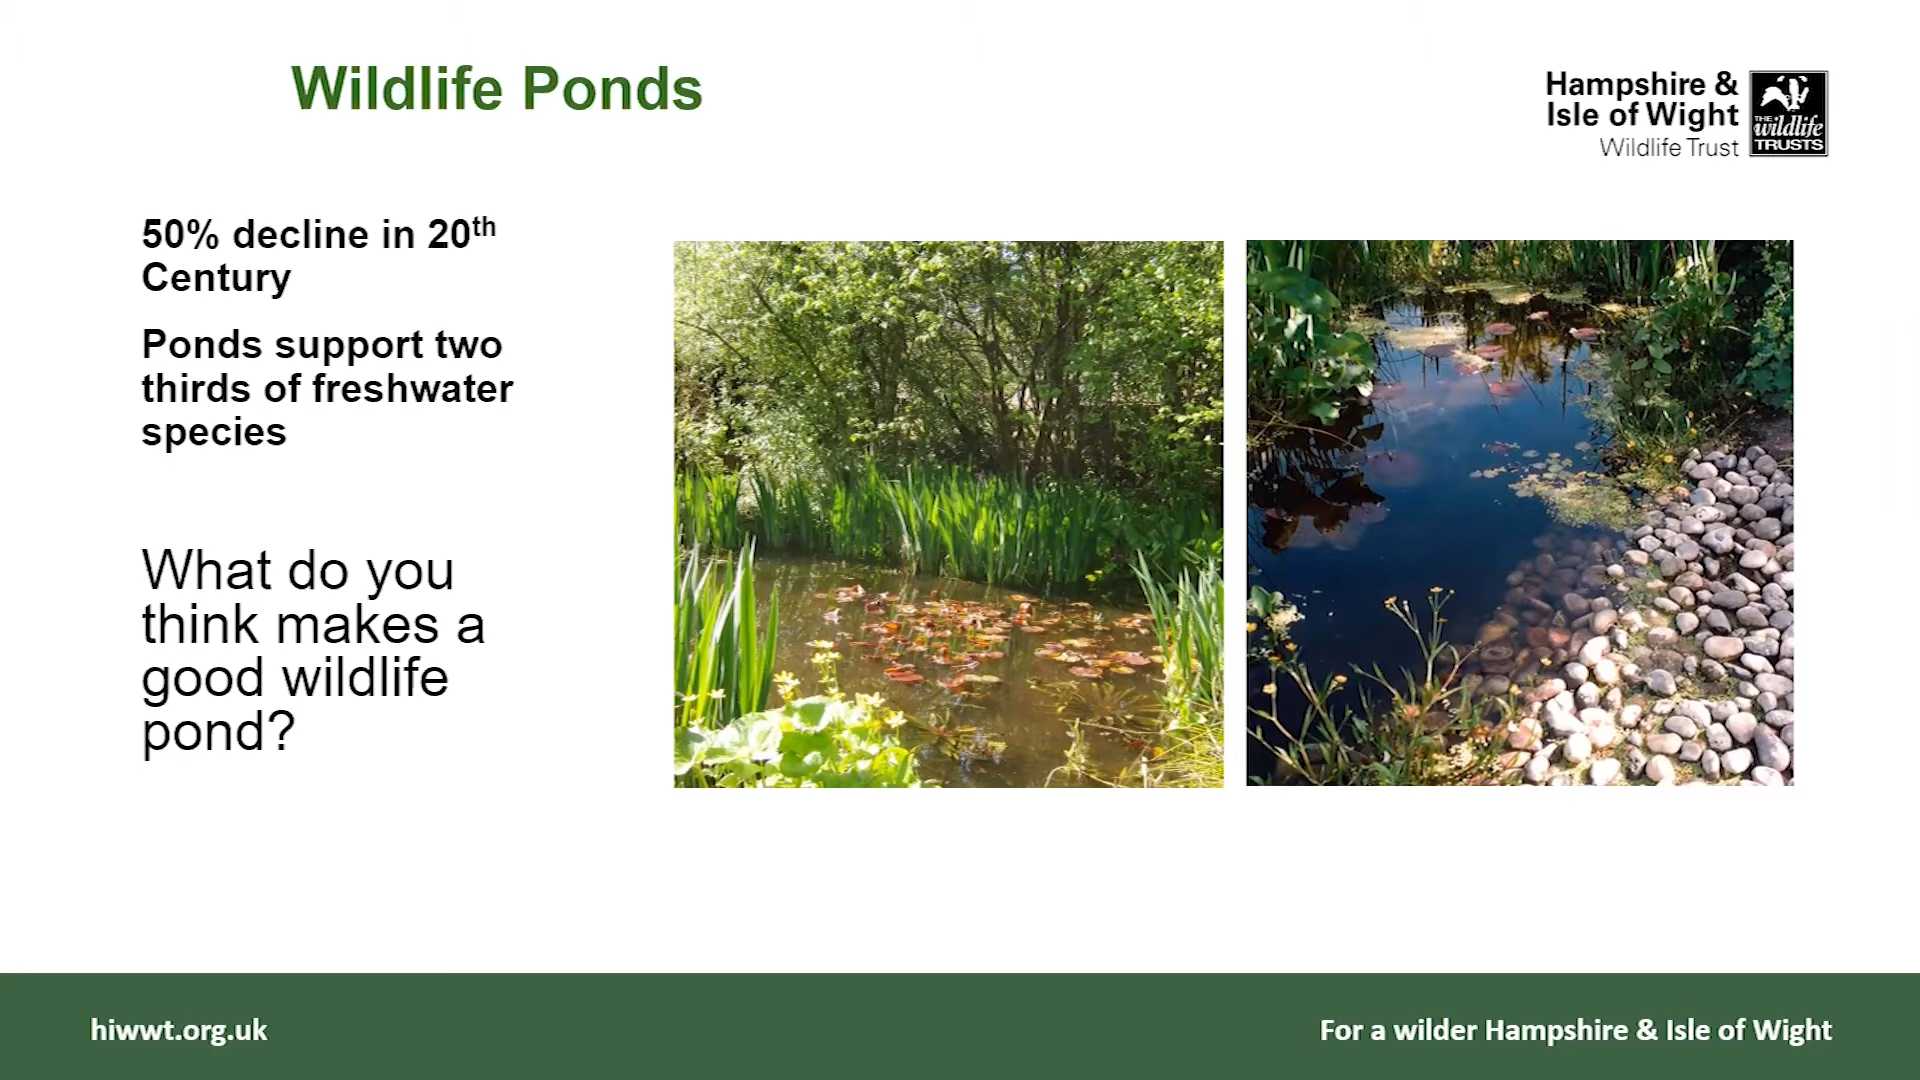 Wildlife Ponds
Hampshire &
Isle of Wight
Wildlife Trust
THE
wildlife
TRUSTS
50% decline in 20th
Century
Ponds support two
thirds of freshwater
species
What do you
think makes a
good wildlife
pond?
hiwwt.org.uk
For a wilder Hampshire & Isle of Wight